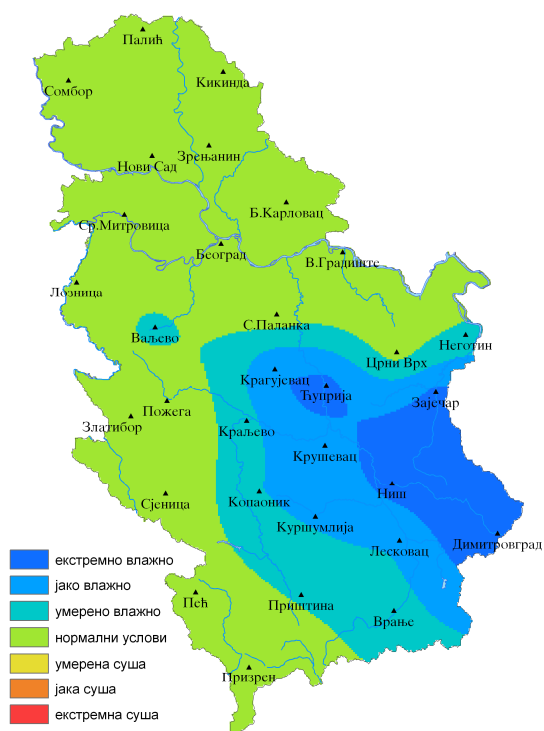 Палић
Кикинда
Сомбор
Зрењанин
Нови Сад
Б.Карловац
Ср.Митровица
Београд
В.Градиште
Лозница
С.Паланка
Ваљево
Неготин
Црни Врх
Крагујевац
Ћуприја
Зајечар
Пожега
Златибор
Краљево
Крушевац
Ниш
Копаоник
Сјеница
Куршумлија
Лесковац
Димитровград
Пећ
Приштина
Врање
Призрен
екстремно влажно
јако влажно
умерено влажно
нормални услови
умерена суша
јака суша
екстремна суша